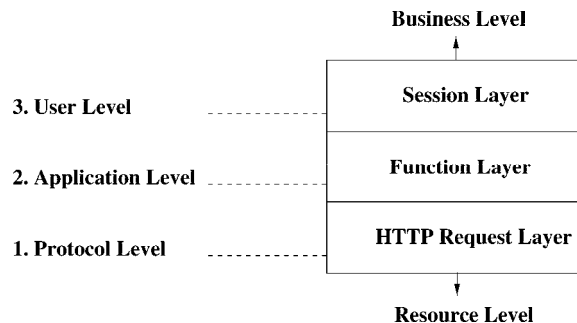 Business Level
Session Layer
3. User Level
Function Layer
2. Application Level
HTTP Request Layer
1. Protocol Level
Resource Level